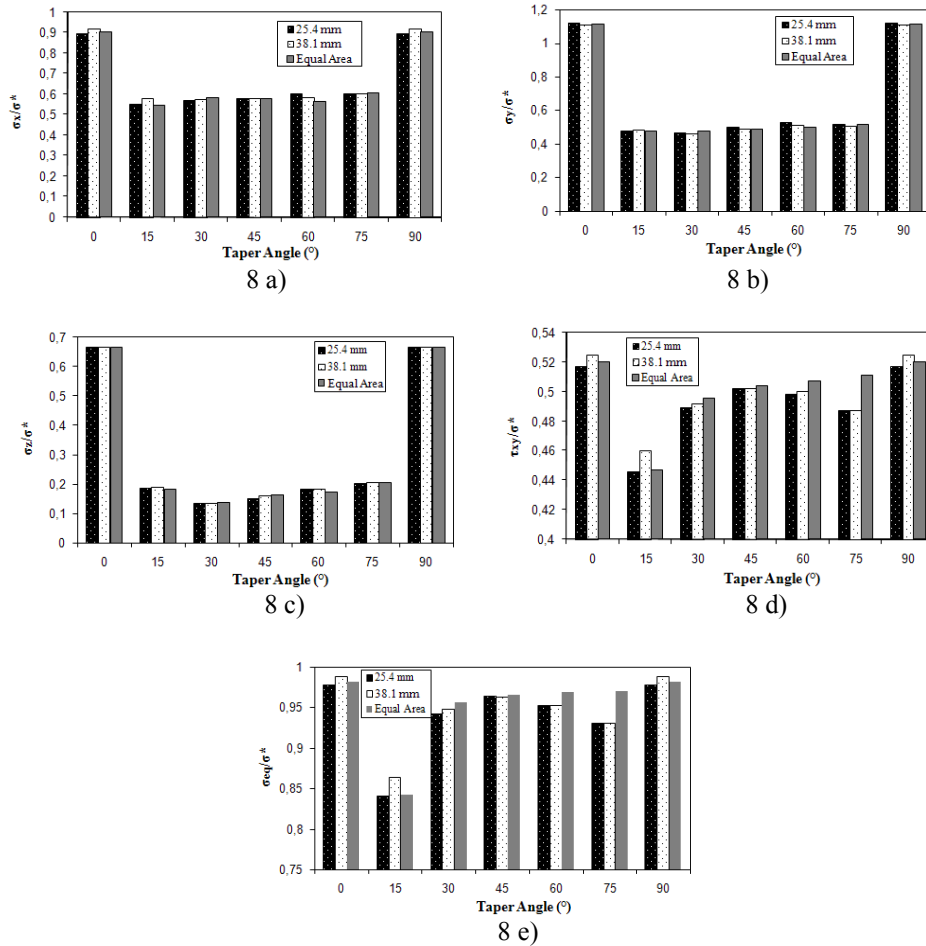 σx/σ*
1
0,9
0,8
0,7
0,6
0,5
0,4
0,3
0,2
0,1
0
25.4 mm
38.1 mm
Equal Area
0 15 30 45 60 75 90
Taper Angle (°)
8 a)
σy/σ*
1,2
1
0,8
0,6
0,4
0,2
0
25.4 mm
38.1 mm
Equal Area
0 15 30 45 60 75 90
Taper Angle (°)
8 b)
σz/σ*
0,7
0,6
0,5
0,4
0,3
0,2
0,1
0
25.4 mm
38.1 mm
Equal Area
0 15 30 45 60 75 90
Taper Angle (°)
8 c)
τxy/σ*
0,54
0,52
0,5
0,48
0,46
0,44
0,42
0,4
25.4 mm
38.1 mm
Equal Area
0 15 30 45 60 75 90
Taper Angle (°)
8 d)
σeq/σ*
1
0,95
0,9
0,85
0,8
0,75
25.4 mm
38.1 mm
Equal Area
0 15 30 45 60 75 90
Taper Angle (°)
8 e)